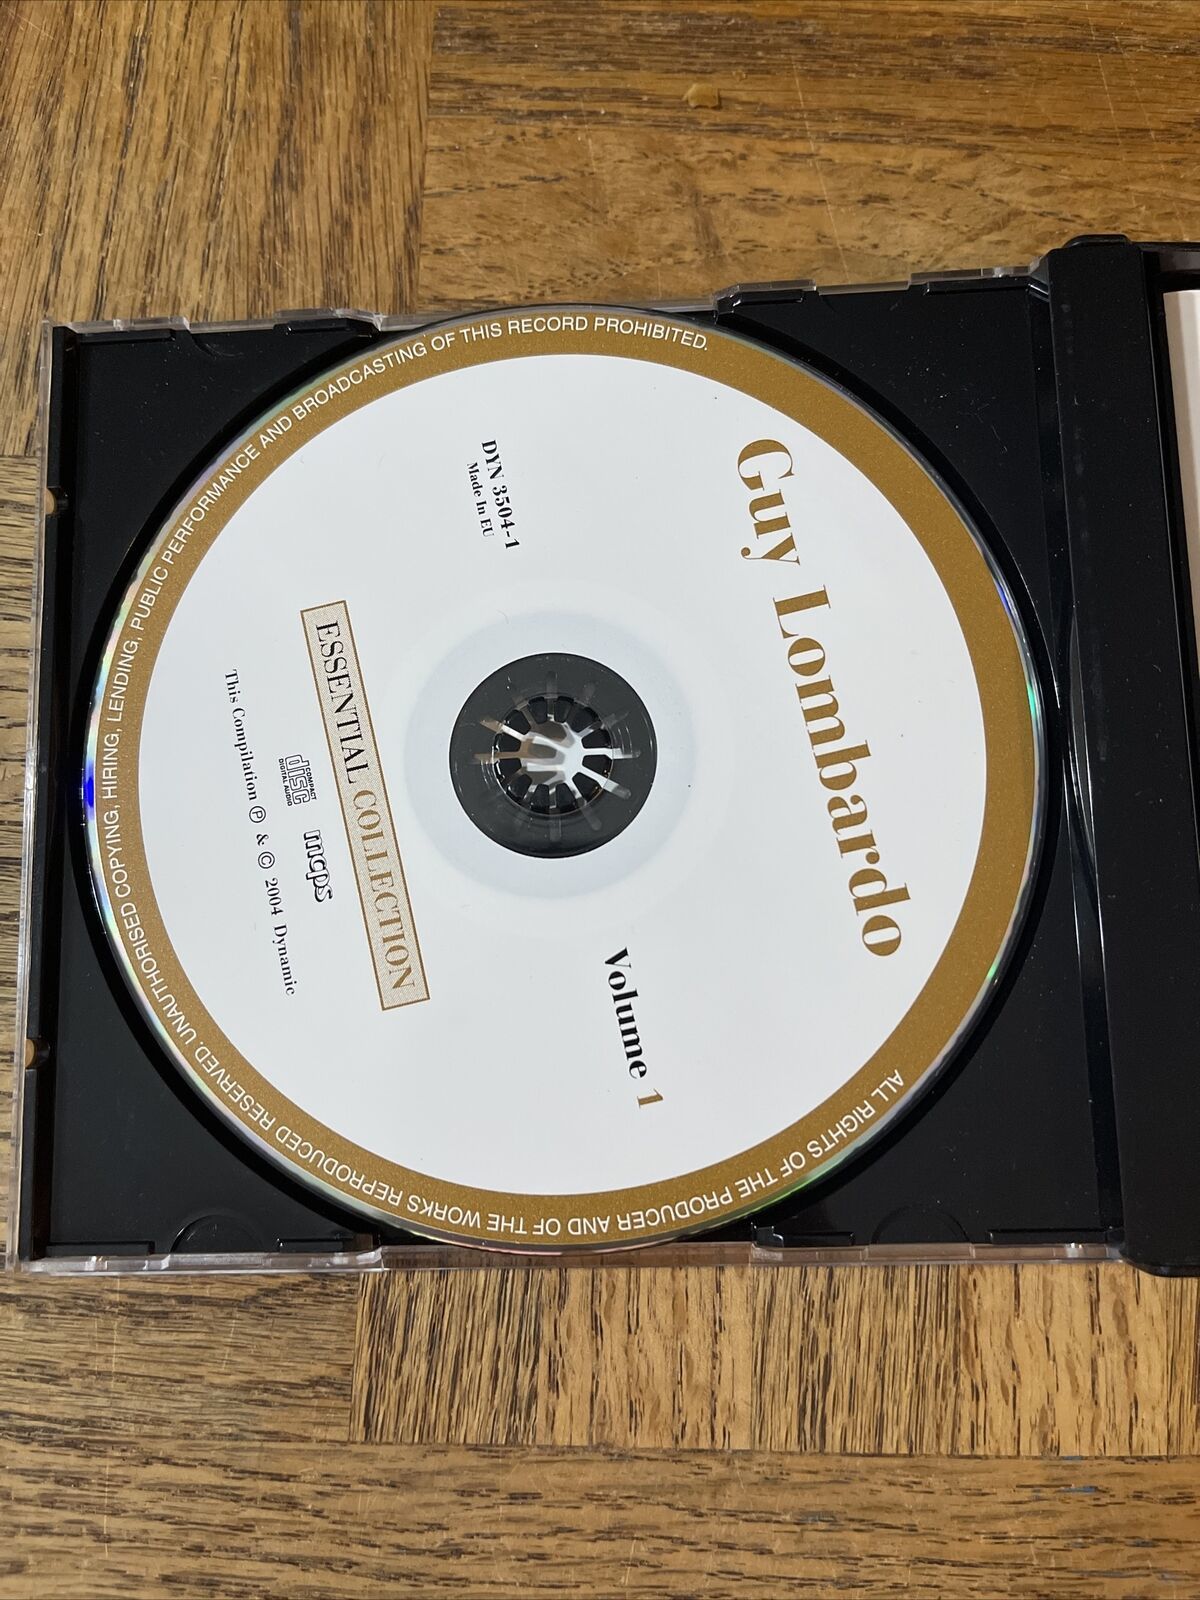 Guy Lombardo
Volume 1
DYN 3504-1
Made In EU
ESSENTIAL COLLECTION
COMPACT
disc
DIGITAL AUDIO
mcps
This Compilation Ⓟ & © 2004 Dynamic
ALL RIGHTS OF THE PRODUCER AND OF THE WORKS REPRODUCED RESERVED. UNAUTHORISED COPYING, HIRING, LENDING, PUBLIC PERFORMANCE AND BROADCASTING OF THIS RECORD PROHIBITED.